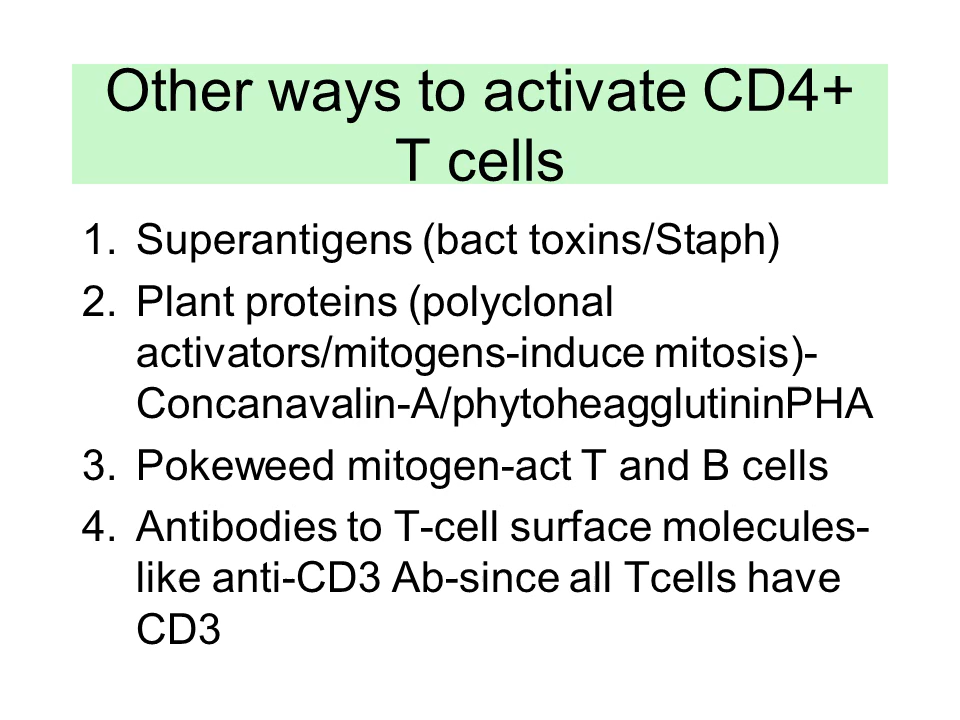 Other ways to activate CD4+
T cells
1. Superantigens (bact toxins/Staph)
2. Plant proteins (polyclonal
activators/mitogens-induce mitosis)-
Concanavalin-A/phytoheagglutininPHA
3. Pokeweed mitogen-act T and B cells
4. Antibodies to T-cell surface molecules-
like anti-CD3 Ab-since all Tcells have
CD3